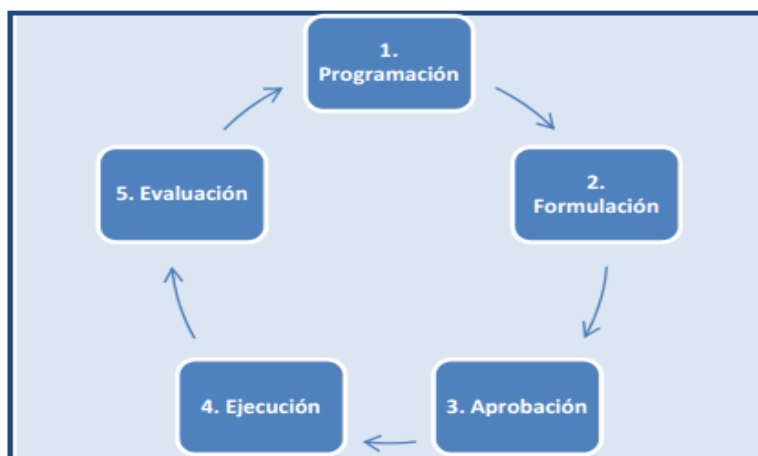 1.
Programación
2.
Formulación
3. Aprobación
4. Ejecución
5. Evaluación